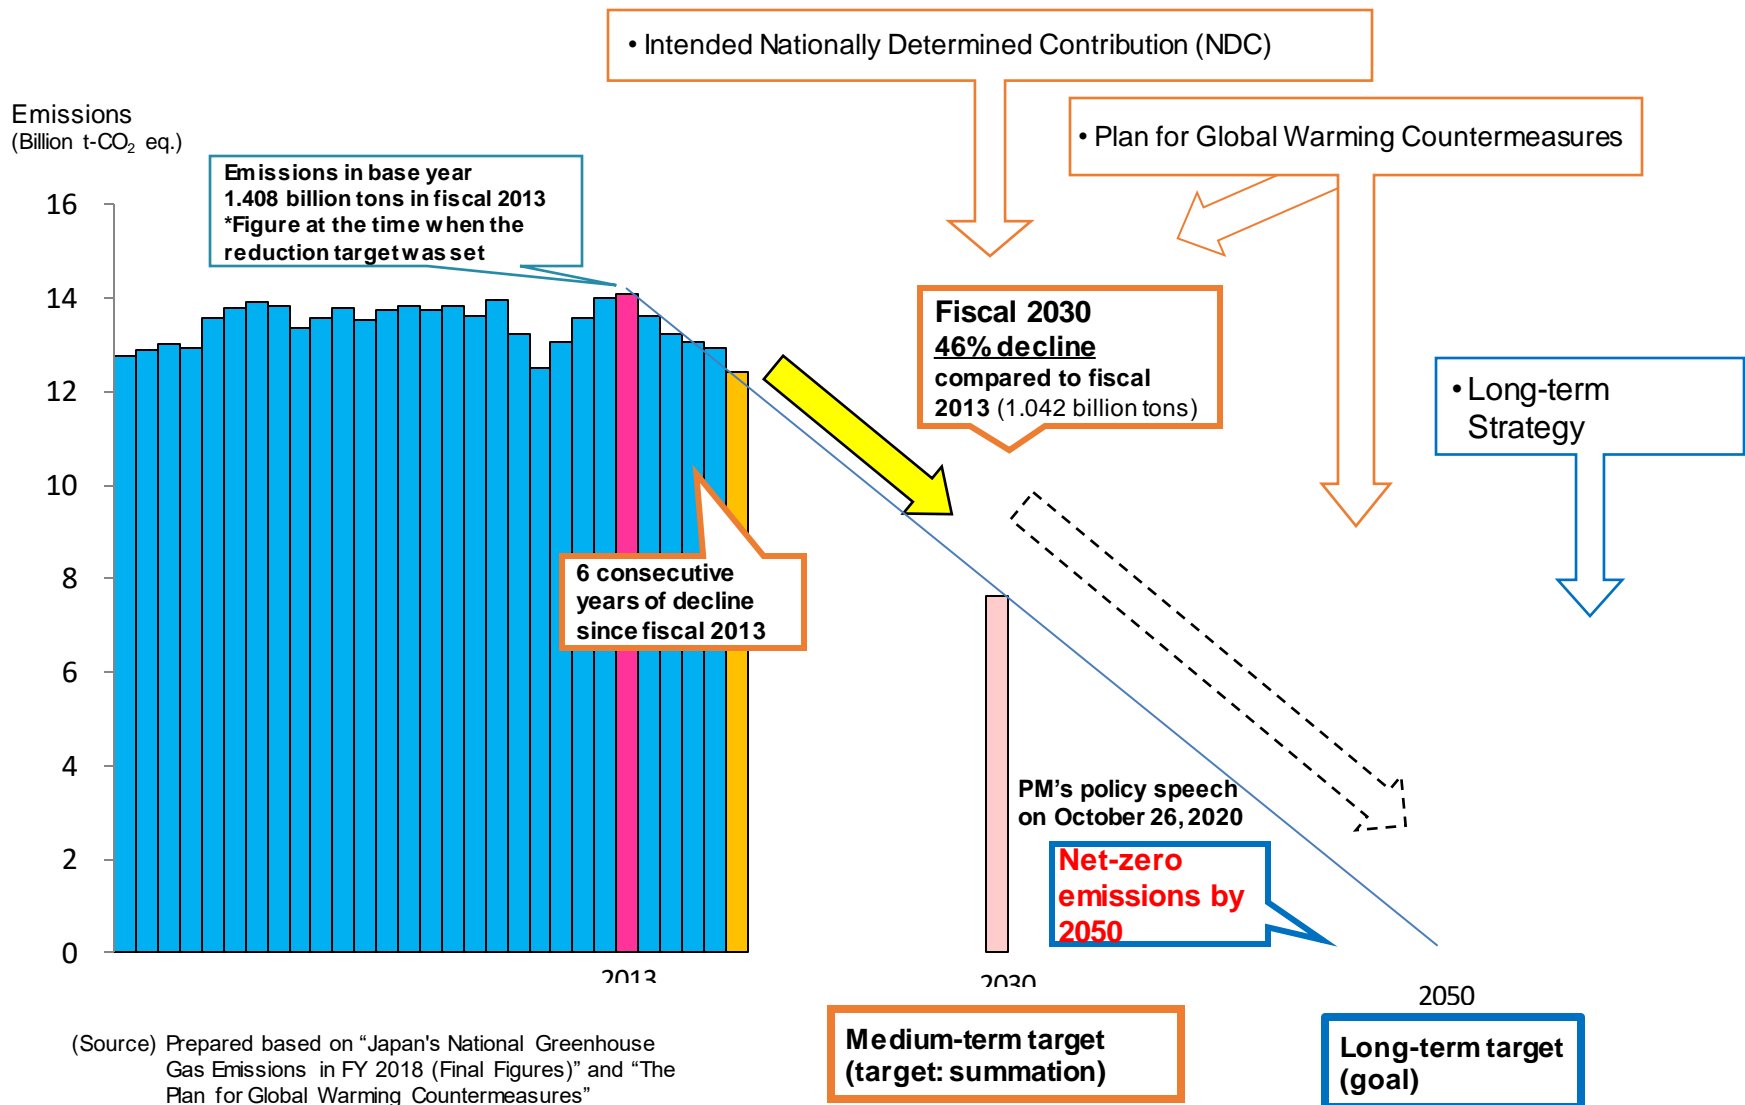 • Intended Nationally Determined Contribution (NDC)
• Plan for Global Warming Countermeasures
Emissions
(Billion t-CO₂ eq.)
Emissions in base year
1.408 billion tons in fiscal 2013
*Figure at the time when the
reduction target was set
16
14
12
10
8
6
4
2
0
Fiscal 2030
46% decline
compared to fiscal
2013 (1.042 billion tons)
• Long-term
Strategy
6 consecutive
years of decline
since fiscal 2013
PM's policy speech
on October 26, 2020
Net-zero
emissions by
2050
2013
2030
2050
Medium-term target
(target: summation)
Long-term target
(goal)
(Source) Prepared based on “Japan's National Greenhouse
Gas Emissions in FY 2018 (Final Figures)” and “The
Plan for Global Warming Countermeasures”